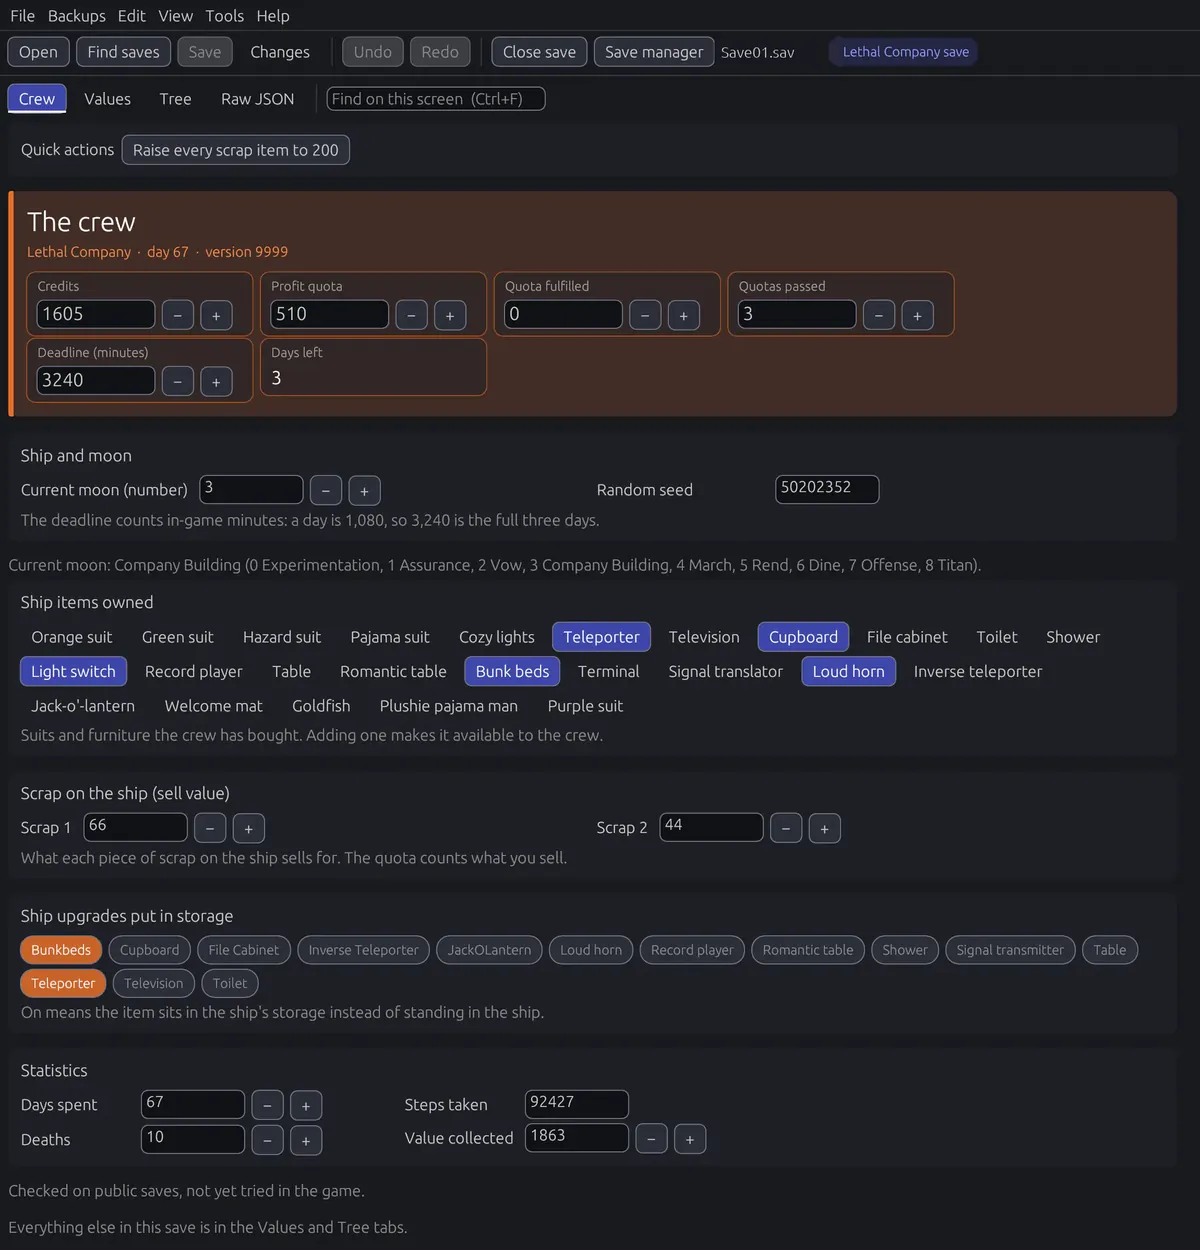 File Backups Edit View Tools Help
Open Find saves Save Changes Undo Redo Close save Save manager Save01.sav Lethal Company save
Crew Values Tree Raw JSON Find on this screen (Ctrl+F)
Quick actions Raise every scrap item to 200
The crew
Lethal Company · day 67 · version 9999
Credits Profit quota Quota fulfilled Quotas passed
1605 − + 510 − + 0 − + 3 − +
Deadline (minutes) Days left
3240 − + 3
Ship and moon
Current moon (number) 3 − + Random seed 50202352
The deadline counts in-game minutes: a day is 1,080, so 3,240 is the full three days.
Current moon: Company Building (0 Experimentation, 1 Assurance, 2 Vow, 3 Company Building, 4 March, 5 Rend, 6 Dine, 7 Offense, 8 Titan).
Ship items owned
Orange suit Green suit Hazard suit Pajama suit Cozy lights Teleporter Television Cupboard File cabinet Toilet Shower
Light switch Record player Table Romantic table Bunk beds Terminal Signal translator Loud horn Inverse teleporter
Jack-o'-lantern Welcome mat Goldfish Plushie pajama man Purple suit
Suits and furniture the crew has bought. Adding one makes it available to the crew.
Scrap on the ship (sell value)
Scrap 1 66 − + Scrap 2 44 − +
What each piece of scrap on the ship sells for. The quota counts what you sell.
Ship upgrades put in storage
Bunkbeds Cupboard File Cabinet Inverse Teleporter JackOLantern Loud horn Record player Romantic table Shower Signal transmitter Table
Teleporter Television Toilet
On means the item sits in the ship's storage instead of standing in the ship.
Statistics
Days spent 67 − + Steps taken 92427
Deaths 10 − + Value collected 1863 − +
Checked on public saves, not yet tried in the game.
Everything else in this save is in the Values and Tree tabs.